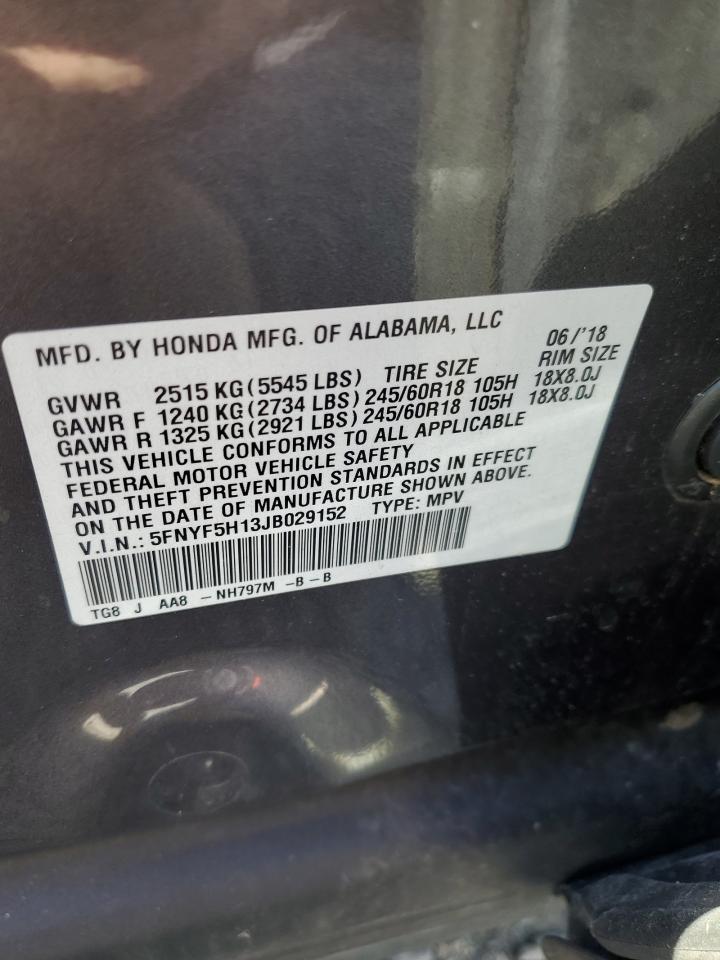 MFD. BY HONDA MFG. OF ALABAMA, LLC 06/'18
GVWR 2515 KG (5545 LBS) TIRE SIZE RIM SIZE
GAWR F 1240 KG (2734 LBS) 245/60R18 105H 18X8.0J
GAWR R 1325 KG (2921 LBS) 245/60R18 105H 18X8.0J
THIS VEHICLE CONFORMS TO ALL APPLICABLE
FEDERAL MOTOR VEHICLE SAFETY
AND THEFT PREVENTION STANDARDS IN EFFECT
ON THE DATE OF MANUFACTURE SHOWN ABOVE.
V.I.N.: 5FNYF5H13JB029152 TYPE: MPV
TG8 J AA8 - NH797M -B - B